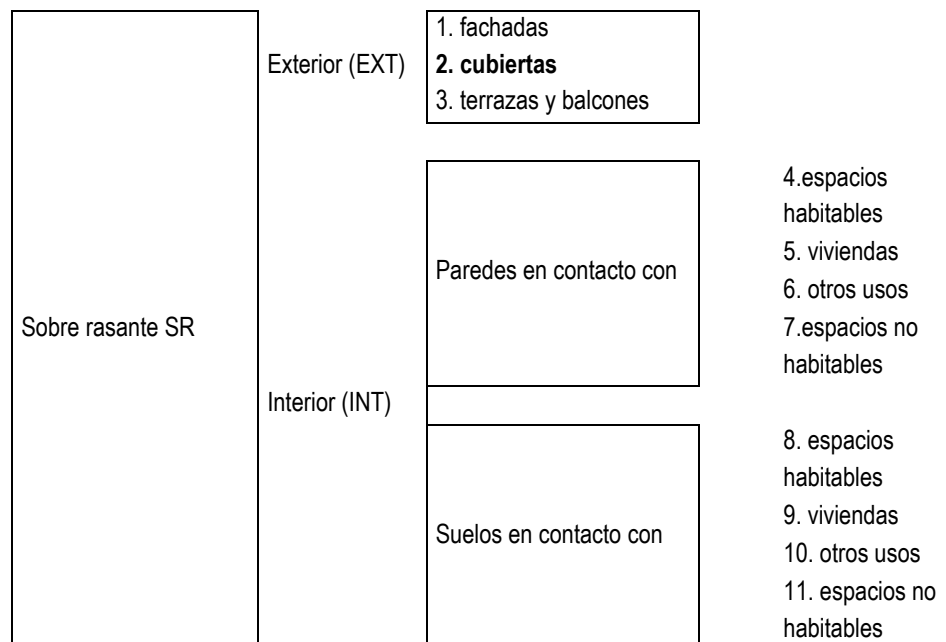 Sobre rasante SR
Exterior (EXT)
1. fachadas
2. cubiertas
3. terrazas y balcones
Interior (INT)
Paredes en contacto con
4.espacios
habitables
5. viviendas
6. otros usos
7.espacios no
habitables
Suelos en contacto con
8. espacios
habitables
9. viviendas
10. otros usos
11. espacios no
habitables